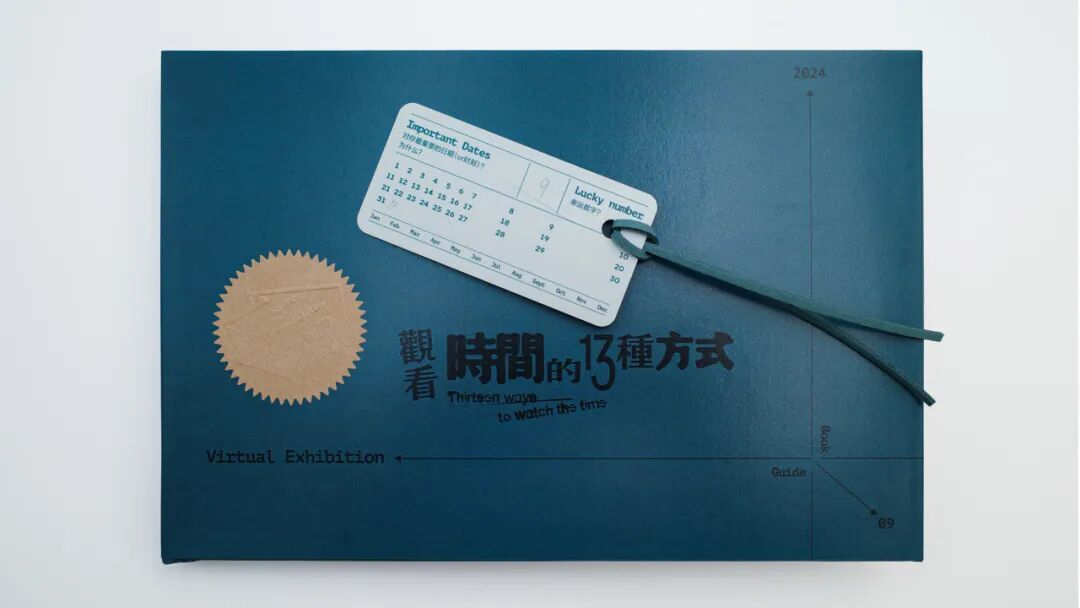 2024
Important Dates
对你最重要的日期(or时刻)?
为什么?
9
Lucky number
幸运数字?
1 2 3 4 5 6 7 8 9 10
11 12 13 14 15 16 17 18 19 20
21 22 23 24 25 26 27 28 29 30
31
Jan Feb Mar Apr May Jun Jul Aug Sept Oct Nov Dec
觀看時間的13種方式
Thirteen ways
to watch the time
Virtual Exhibition
Book
Guide
09